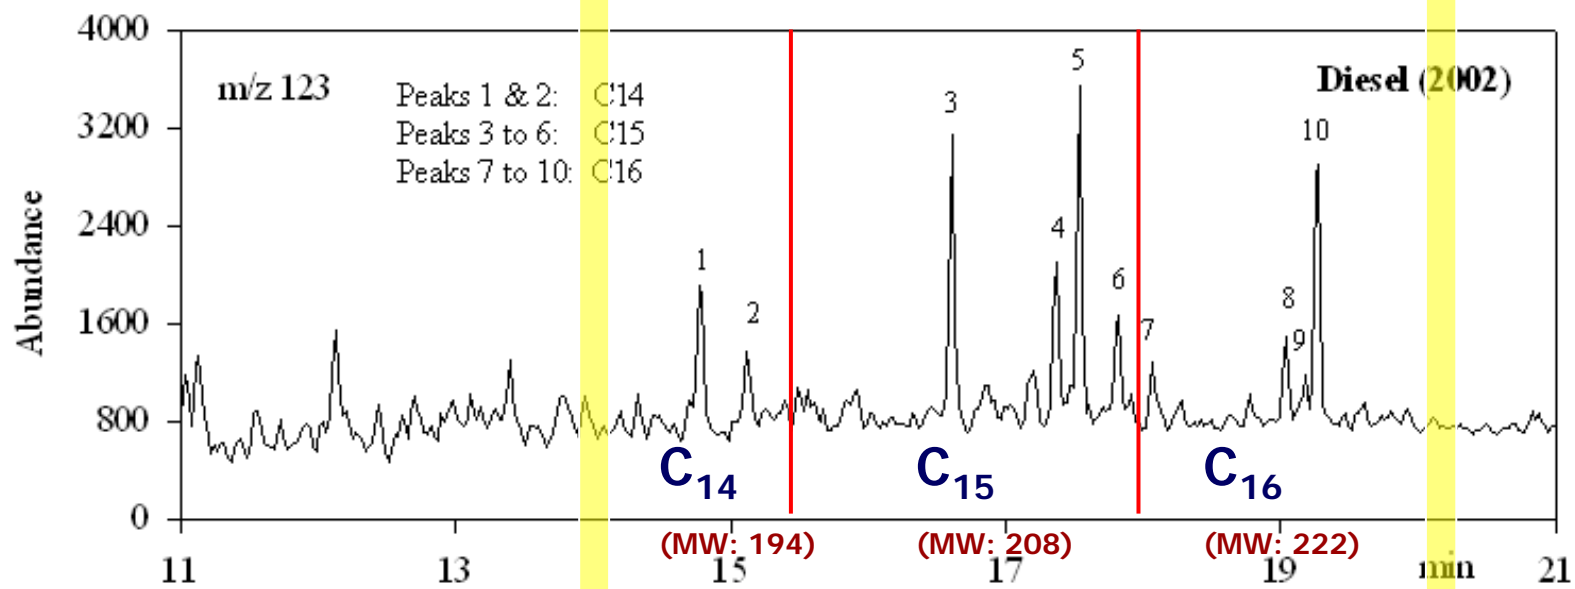 4000
3200
2400
1600
800
0
Abundance
m/z 123
Peaks 1 & 2: C14
Peaks 3 to 6: C15
Peaks 7 to 10: C16
Diesel (2002)
1
2
3
4
5
6
7
8
9
10
C14
C15
C16
(MW: 194)
(MW: 208)
(MW: 222)
11
13
15
17
19
min
21